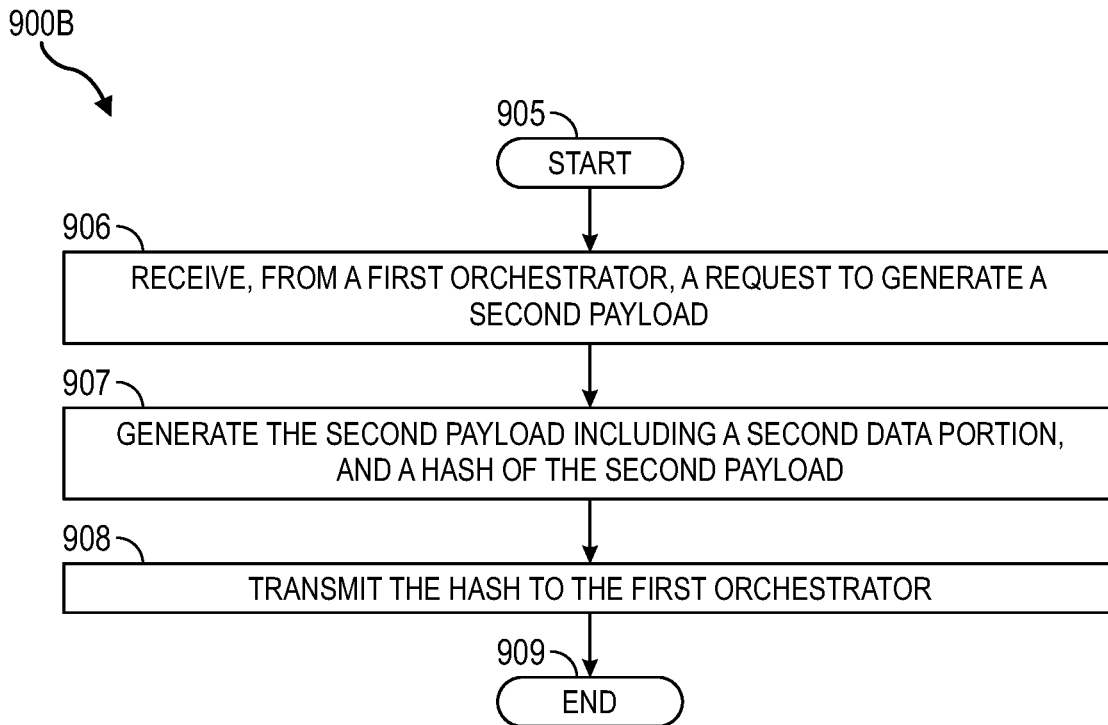 900B
905
START
906
RECEIVE, FROM A FIRST ORCHESTRATOR, A REQUEST TO GENERATE A
SECOND PAYLOAD
907
GENERATE THE SECOND PAYLOAD INCLUDING A SECOND DATA PORTION,
AND A HASH OF THE SECOND PAYLOAD
908
TRANSMIT THE HASH TO THE FIRST ORCHESTRATOR
909
END